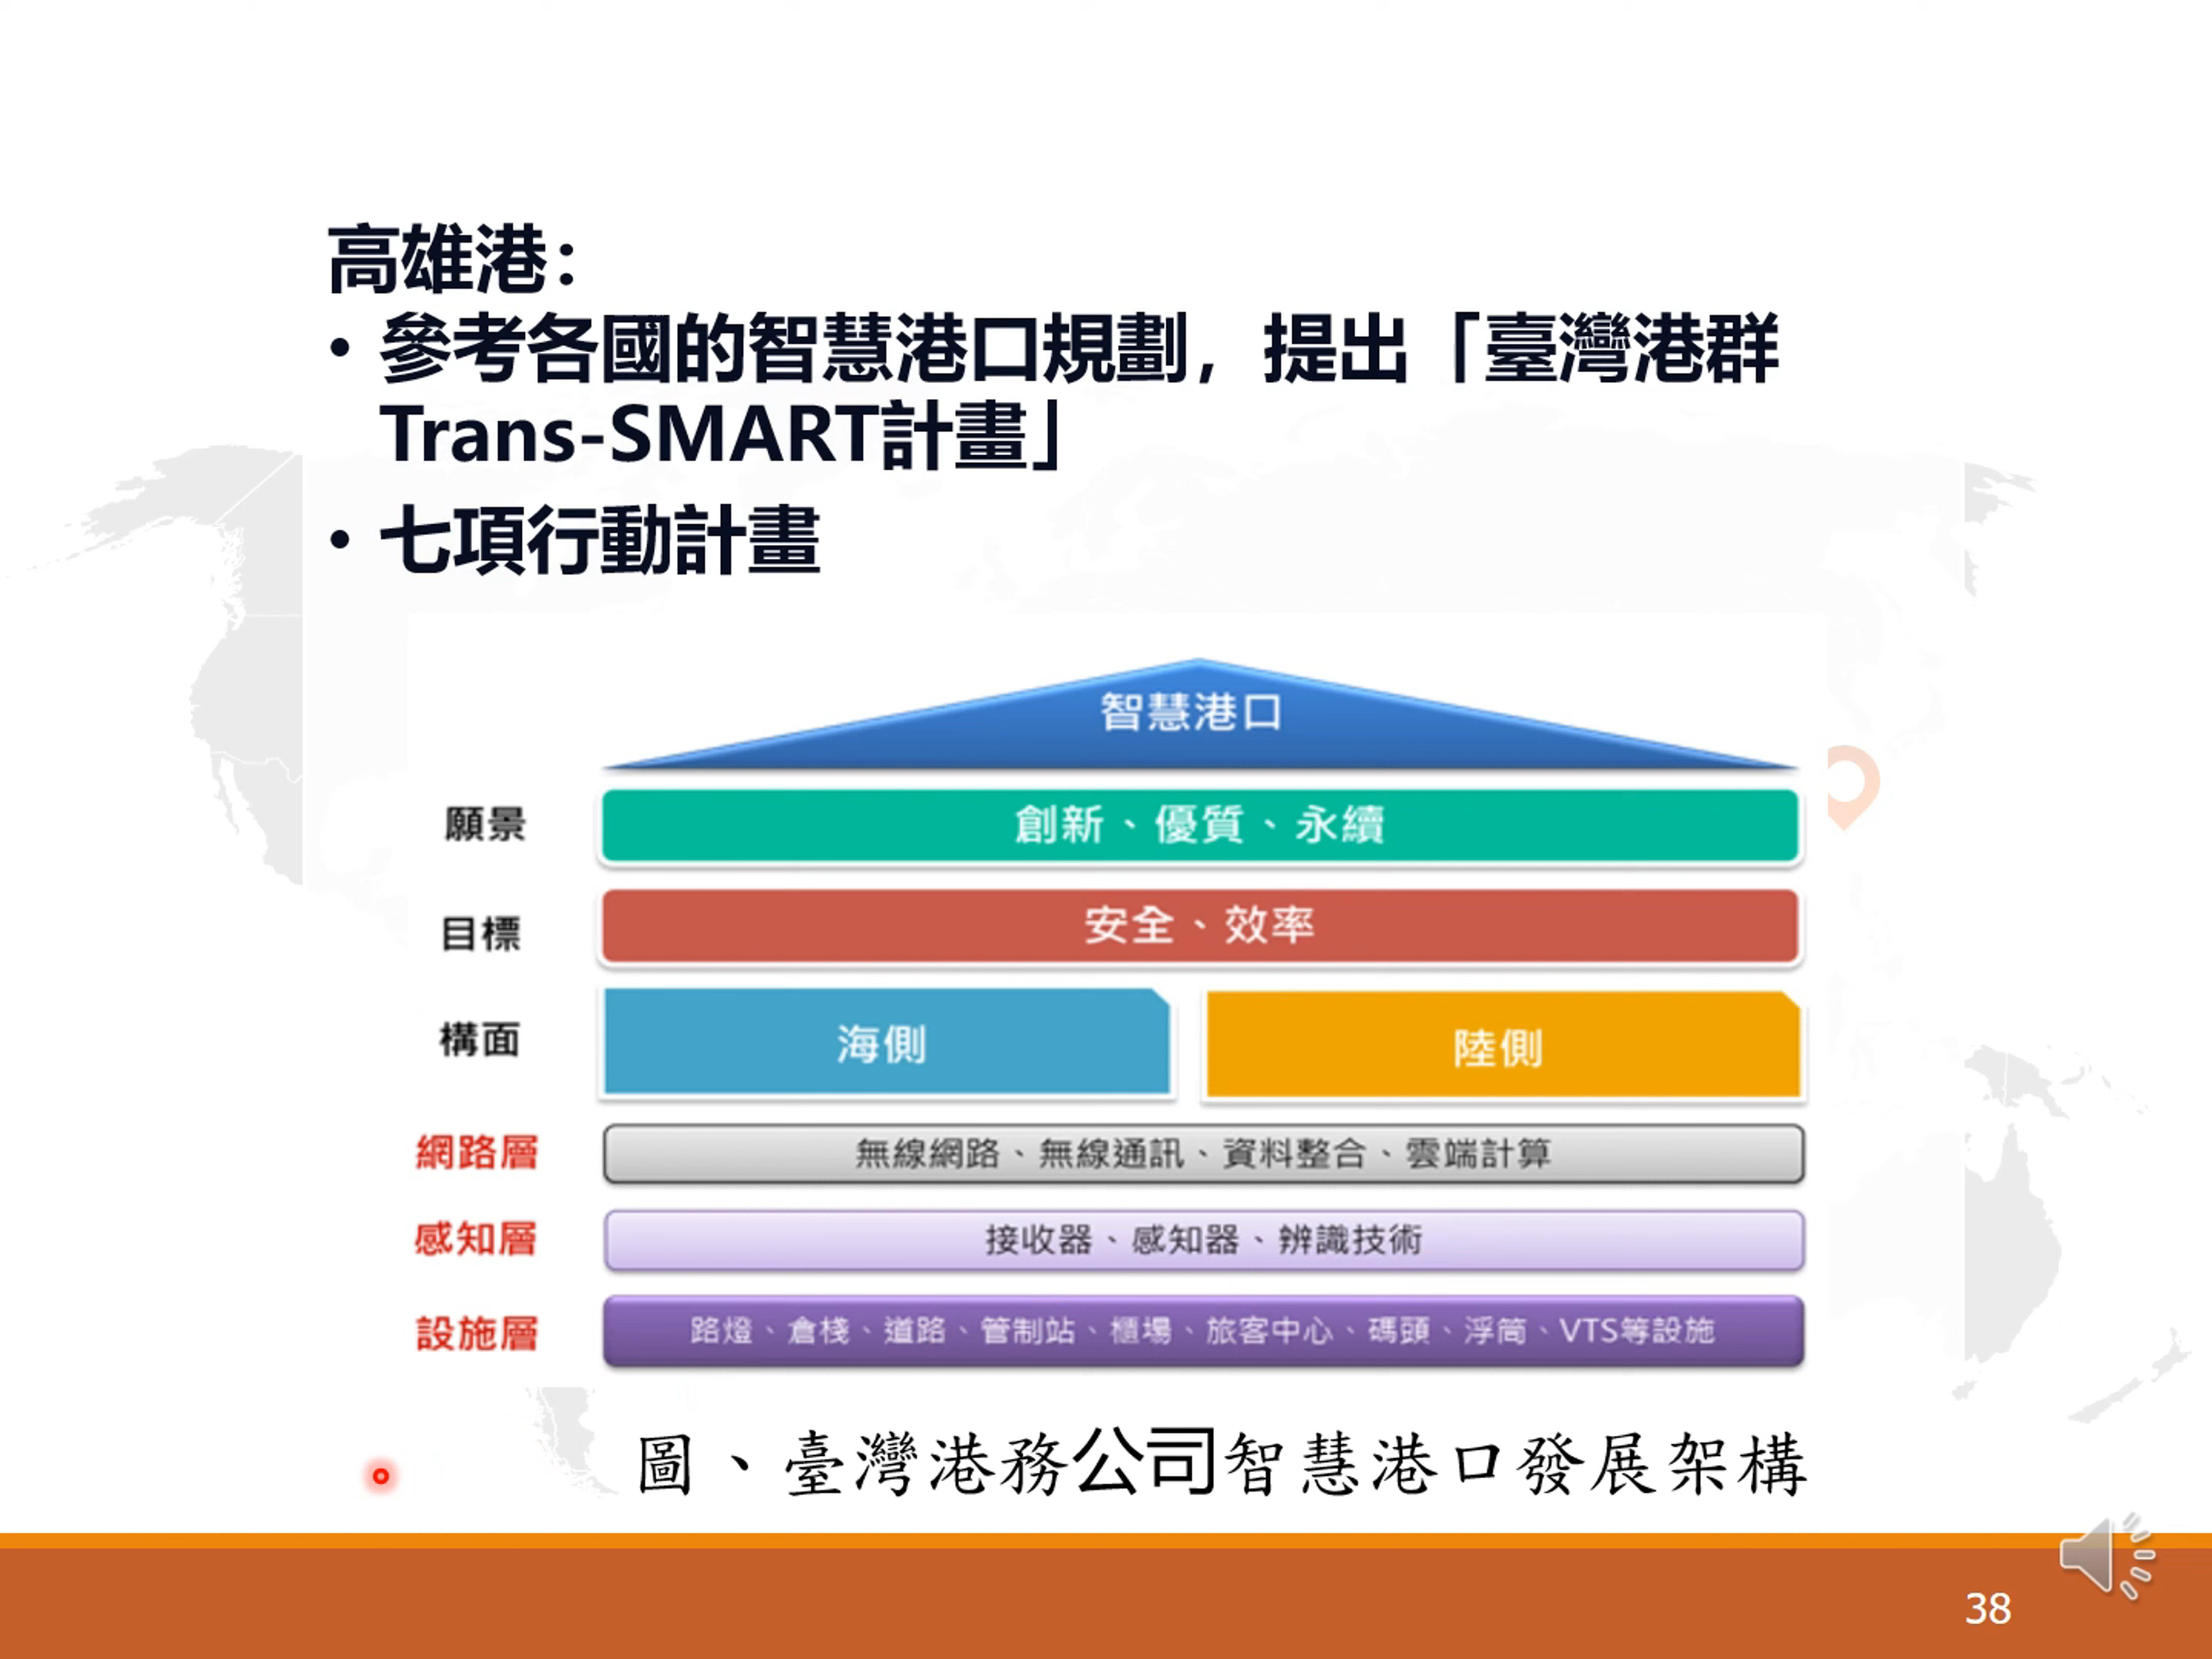 高雄港：
• 參考各國的智慧港口規劃，提出「臺灣港群
Trans-SMART計畫」
• 七項行動計畫
智慧港口
願景 創新、優質、永續
目標 安全、效率
構面 海側 陸側
網路層 無線網路、無線通訊、資料整合、雲端計算
感知層 接收器、感知器、辨識技術
設施層 路燈、倉棧、道路、管制站、櫃場、旅客中心、碼頭、浮筒、VTS等設施
圖、臺灣港務公司智慧港口發展架構
38